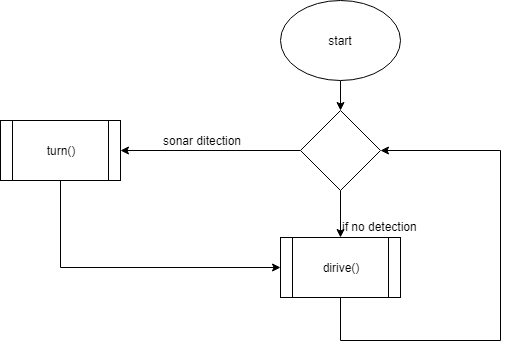 start
sonar ditection
turn()
if no detection
dirive()